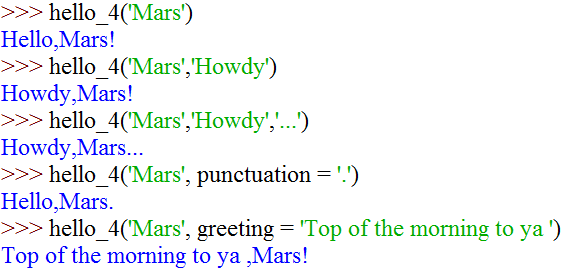 >>> hello_4('Mars')
Hello,Mars!
>>> hello_4('Mars','Howdy')
Howdy,Mars!
>>> hello_4('Mars','Howdy','...')
Howdy,Mars...
>>> hello_4('Mars', punctuation = '.')
Hello,Mars.
>>> hello_4('Mars', greeting = 'Top of the morning to ya ')
Top of the morning to ya ,Mars!